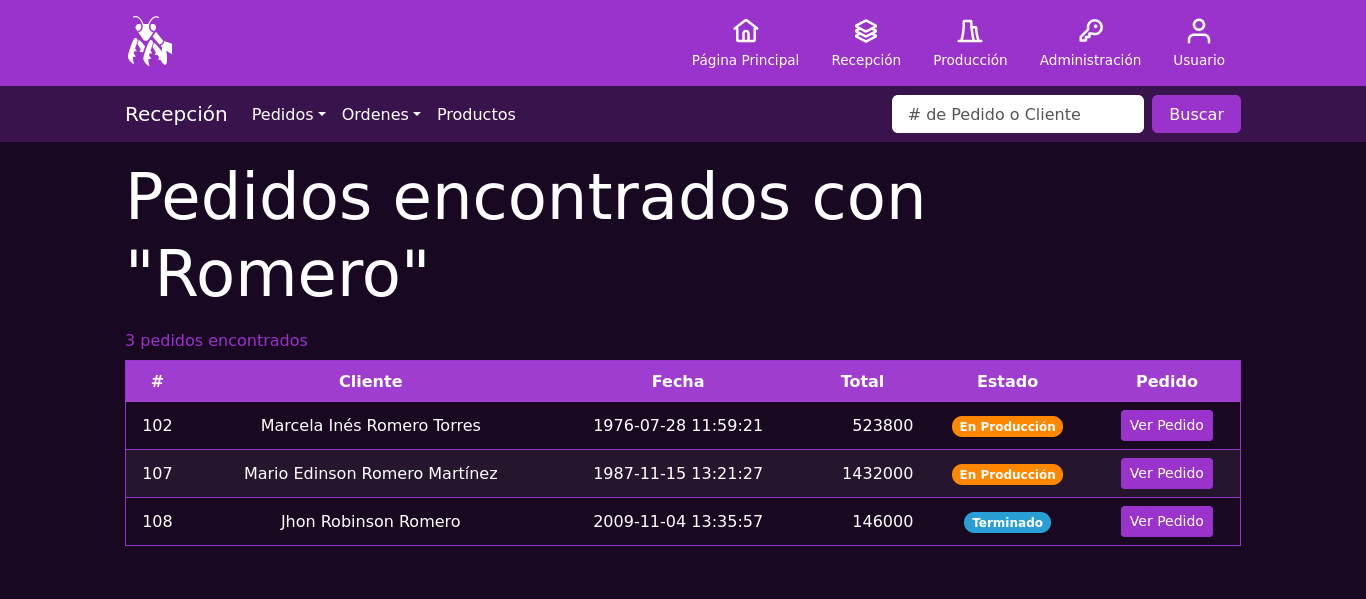 Página Principal Recepción Producción Administración Usuario
Recepción Pedidos Ordenes Productos # de Pedido o Cliente Buscar
Pedidos encontrados con
"Romero"
3 pedidos encontrados
# Cliente Fecha Total Estado Pedido
102 Marcela Inés Romero Torres 1976-07-28 11:59:21 523800 En Producción Ver Pedido
107 Mario Edinson Romero Martínez 1987-11-15 13:21:27 1432000 En Producción Ver Pedido
108 Jhon Robinson Romero 2009-11-04 13:35:57 146000 Terminado Ver Pedido